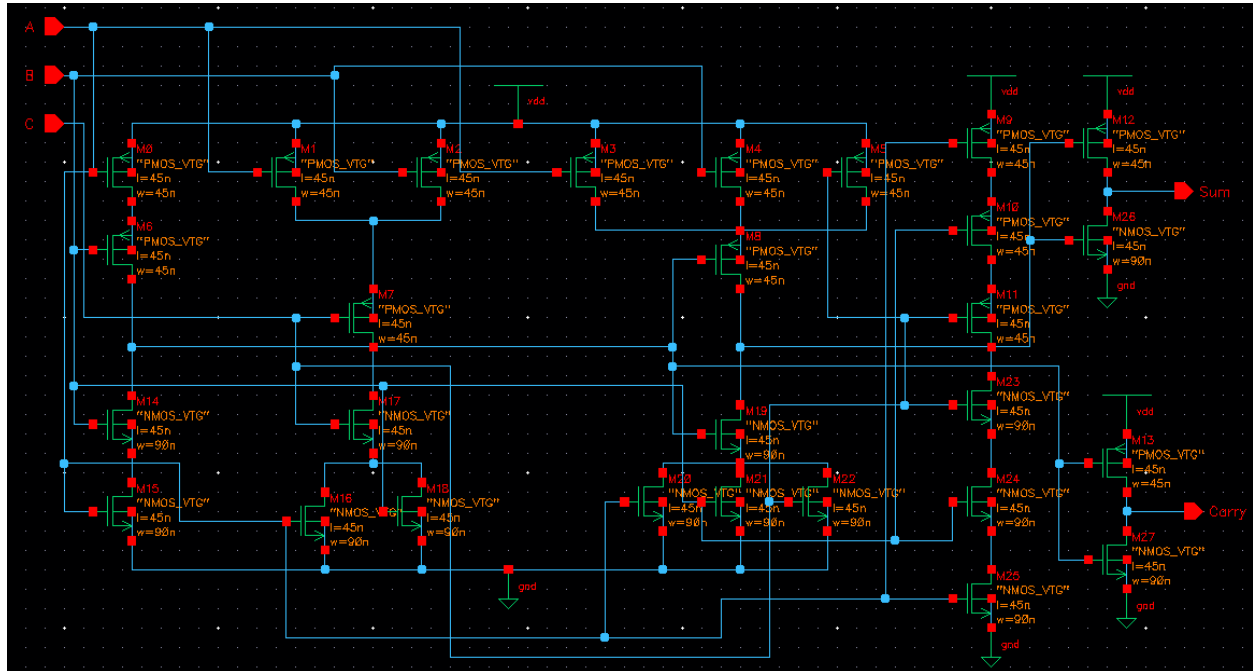 A
B
C
vdd
M0
"PMOS_VTG"
l=45n
w=45n
M1
"PMOS_VTG"
l=45n
w=45n
M2
"PMOS_VTG"
l=45n
w=45n
M3
"PMOS_VTG"
l=45n
w=45n
M4
"PMOS_VTG"
l=45n
w=45n
M5
"PMOS_VTG"
l=45n
w=45n
vdd
M9
"PMOS_VTG"
l=45n
w=45n
vdd
M12
"PMOS_VTG"
l=45n
w=45n
Sum
M6
"PMOS_VTG"
l=45n
w=45n
M8
"PMOS_VTG"
l=45n
w=45n
M10
"PMOS_VTG"
l=45n
w=45n
M26
"NMOS_VTG"
l=45n
w=90n
gnd
M7
"PMOS_VTG"
l=45n
w=45n
M11
"PMOS_VTG"
l=45n
w=45n
M14
"NMOS_VTG"
l=45n
w=90n
M17
"NMOS_VTG"
l=45n
w=90n
M19
"NMOS_VTG"
l=45n
w=90n
M23
"NMOS_VTG"
l=45n
w=90n
vdd
M13
"PMOS_VTG"
l=45n
w=45n
Carry
M15
"NMOS_VTG"
l=45n
w=90n
M16
"NMOS_VTG"
l=45n
w=90n
M18
"NMOS_VTG"
l=45n
w=90n
M20
"NMOS_VTG"
l=45n
w=90n
M21
"NMOS_VTG"
l=45n
w=90n
M22
"NMOS_VTG"
l=45n
w=90n
M24
"NMOS_VTG"
l=45n
w=90n
M27
"NMOS_VTG"
l=45n
w=90n
gnd
gnd
M25
"NMOS_VTG"
l=45n
w=90n
gnd